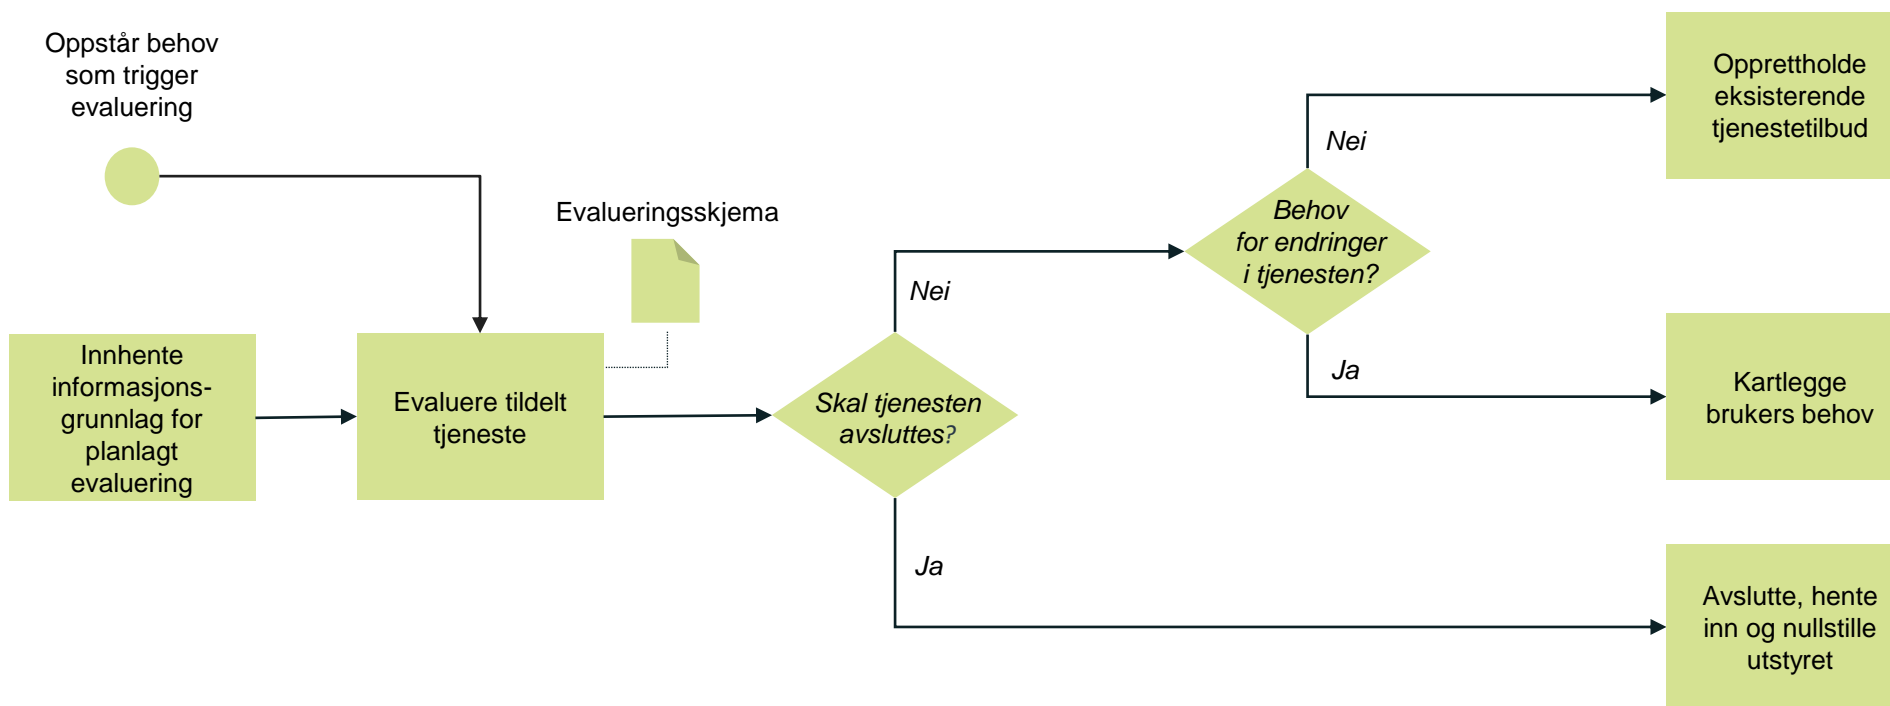 Oppstår behov
som trigger
evaluering
Evalueringsskjema
Innhente
informasjons-
grunnlag for
planlagt
evaluering
Evaluere tildelt
tjeneste
Skal tjenesten
avsluttes?
Nei
Ja
Behov
for endringer
i tjenesten?
Nei
Ja
Opprettholde
eksisterende
tjenestetilbud
Kartlegge
brukers behov
Avslutte, hente
inn og nullstille
utstyret